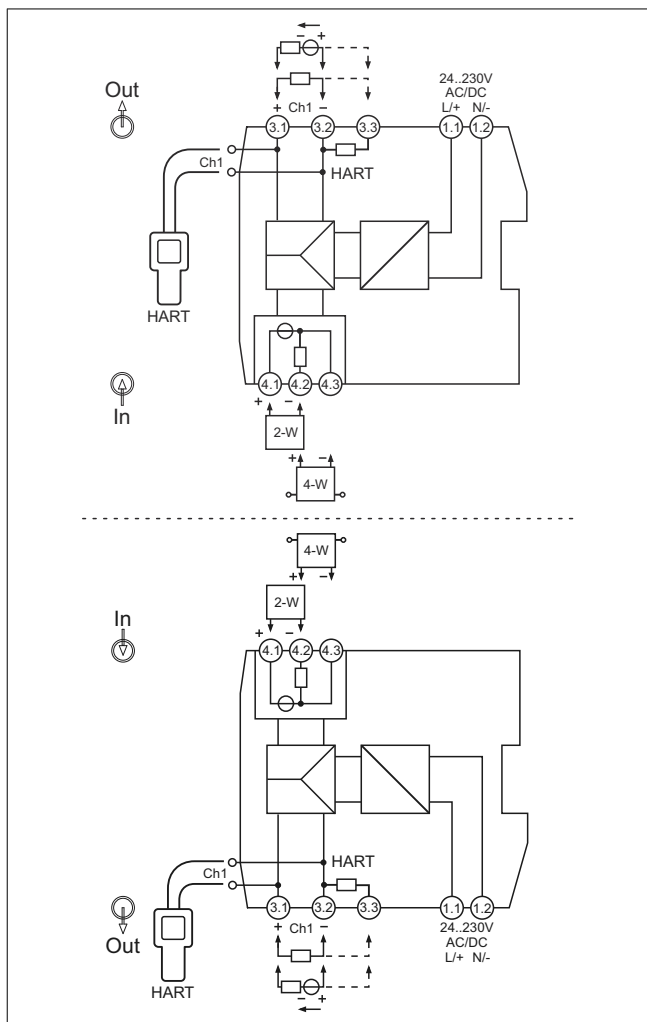 − +
24..230V
AC/DC
L/+ N/-
Out
+ Ch1 −
3.1 3.2 3.3 1.1 1.2
Ch1
HART
HART
4.1 4.2 4.3
In
+ −
2-W
+ −
4-W
4-W
+ −
2-W
In
+ −
4.1 4.2 4.3
HART
Ch1
3.1 3.2 3.3 1.1 1.2
Out
+ Ch1 −
24..230V
AC/DC
L/+ N/-
HART
− +